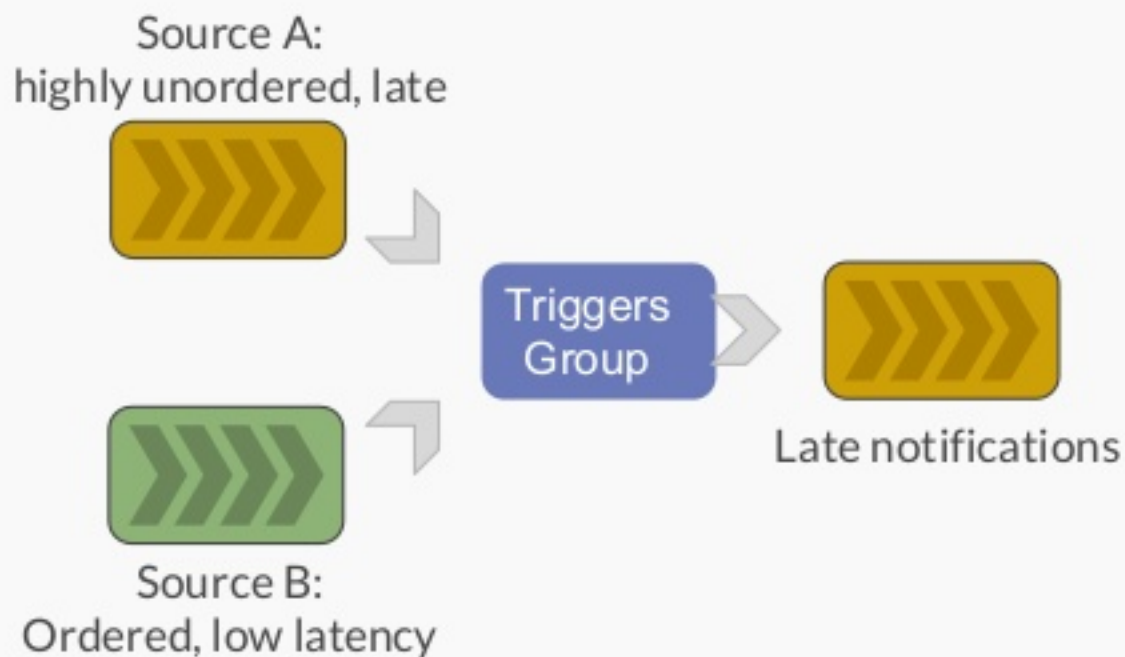 Source A:
highly unordered, late
Triggers
Group
Late notifications
Source B:
Ordered, low latency